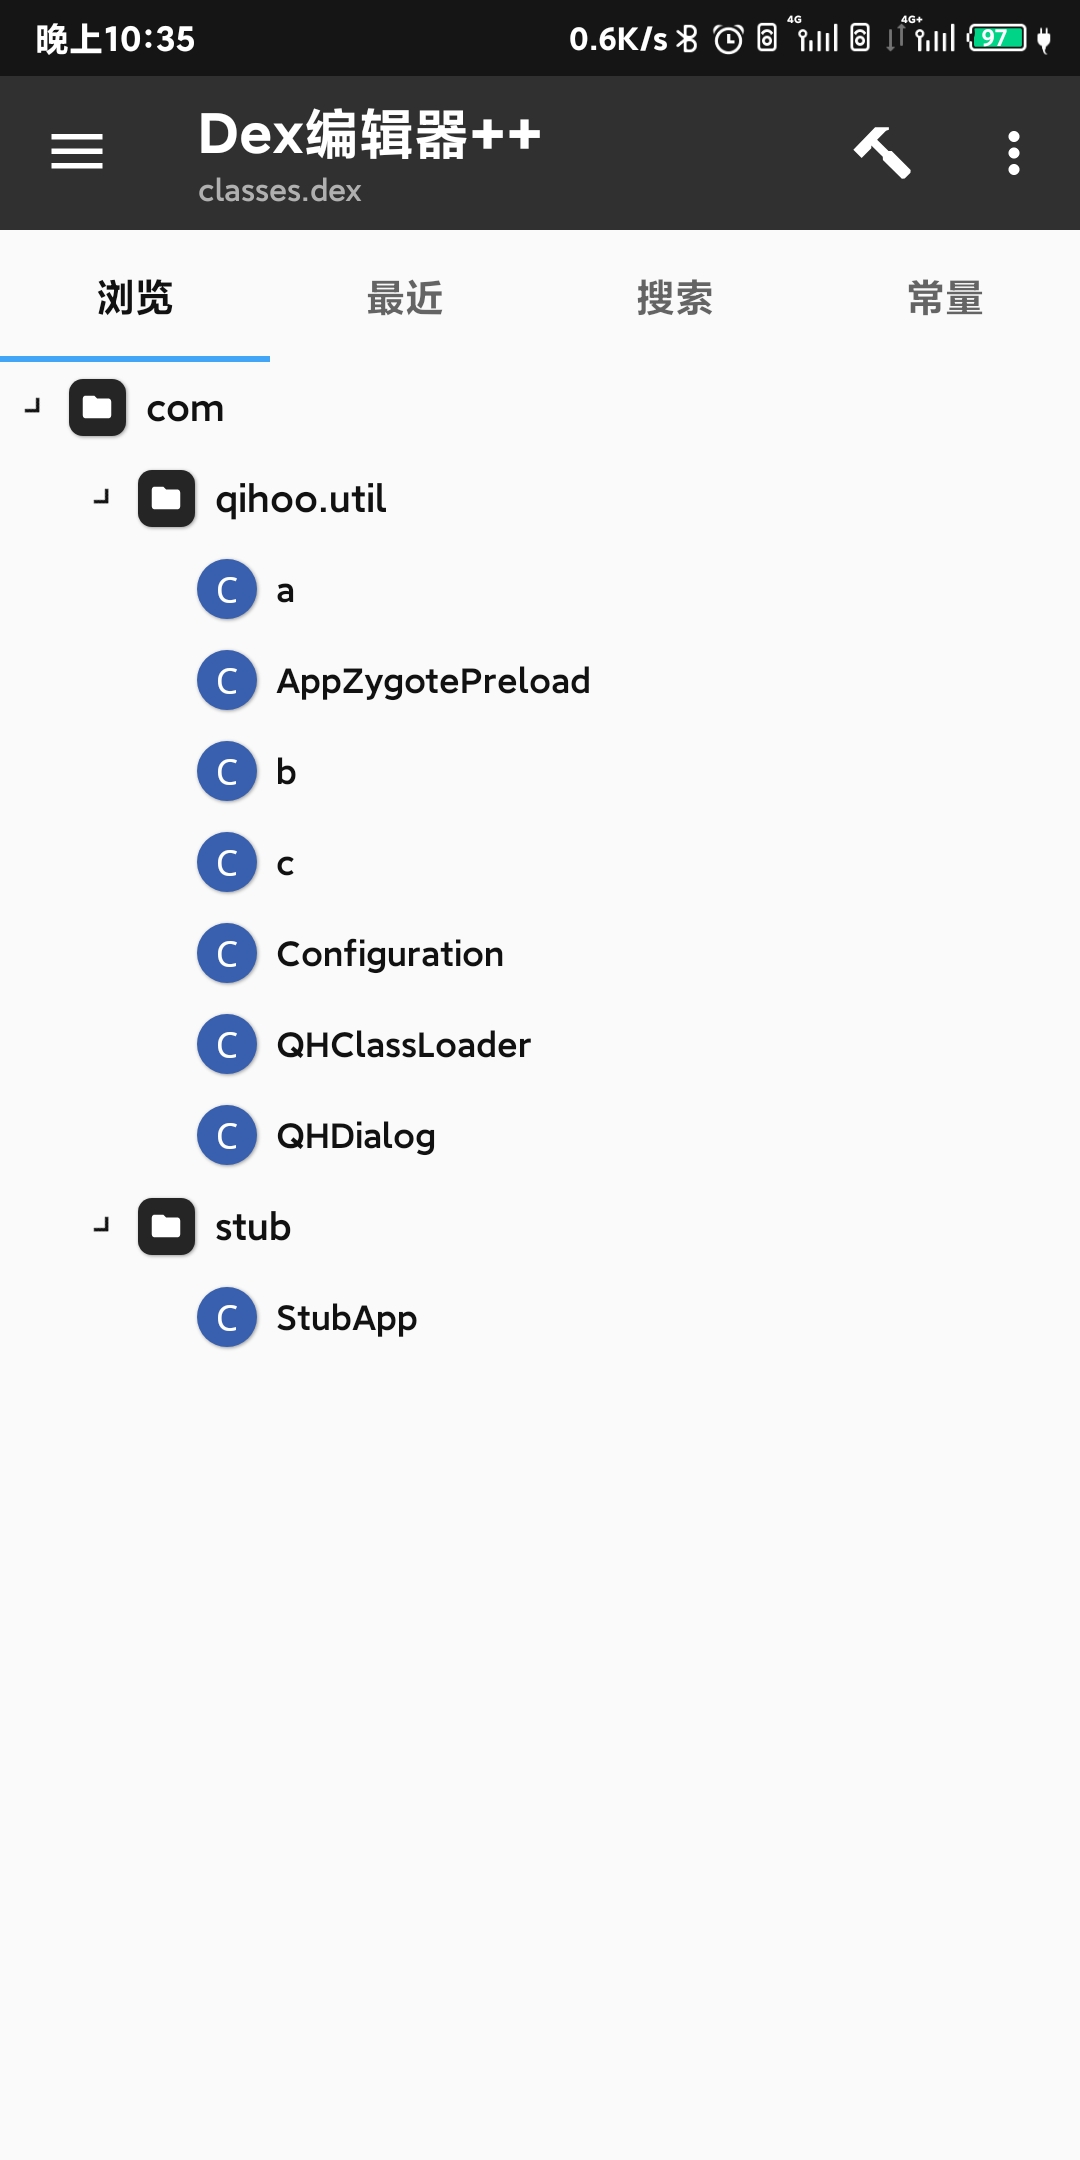 晚上10:35 0.6K/s 4G 4G+ 97
Dex编辑器++
classes.dex
浏览 最近 搜索 常量
com
qihoo.util
C a
C AppZygotePreload
C b
C c
C Configuration
C QHClassLoader
C QHDialog
stub
C StubApp